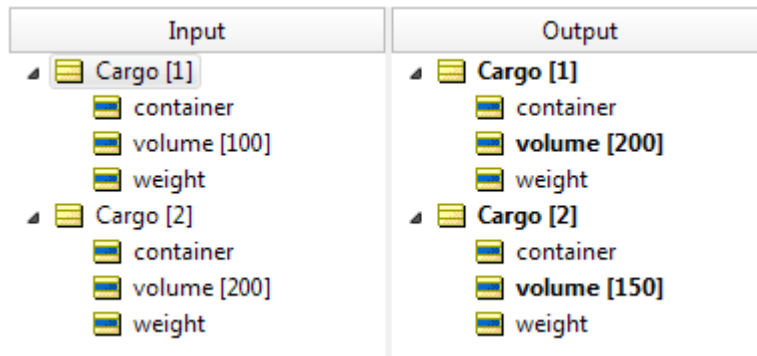 Input
Cargo [1]
container
volume [100]
weight
Cargo [2]
container
volume [200]
weight
Output
Cargo [1]
container
volume [200]
weight
Cargo [2]
container
volume [150]
weight